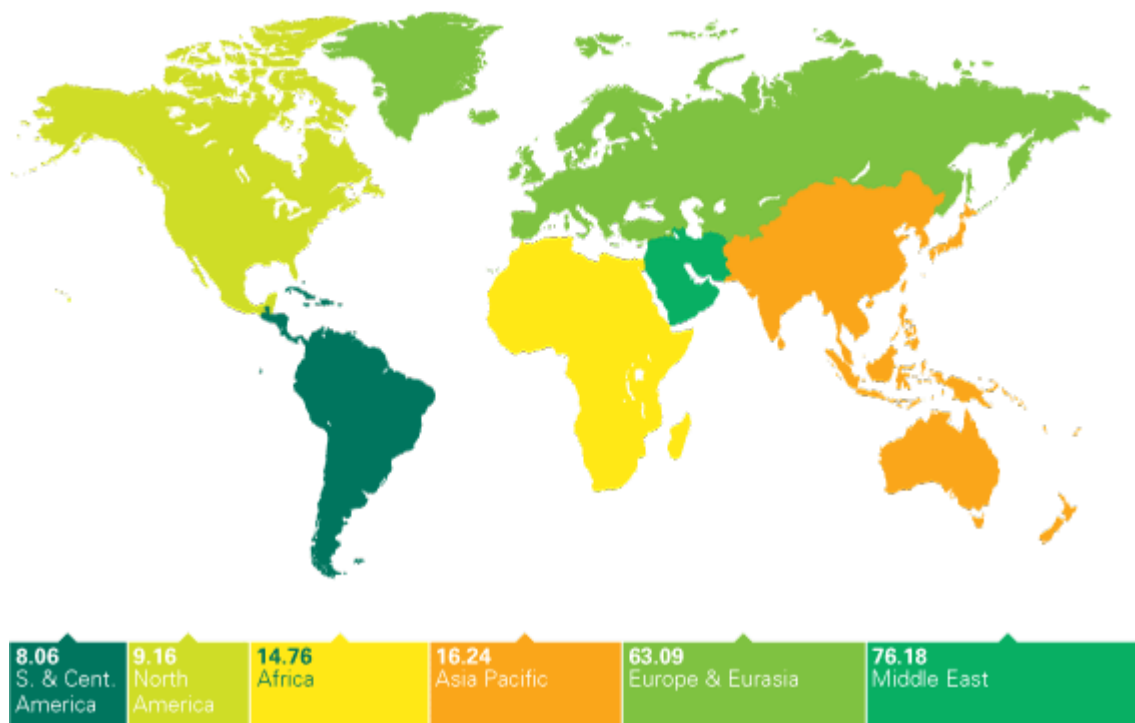 8.06
S. & Cent.
America
9.16
North
America
14.76
Africa
16.24
Asia Pacific
63.09
Europe & Eurasia
76.18
Middle East